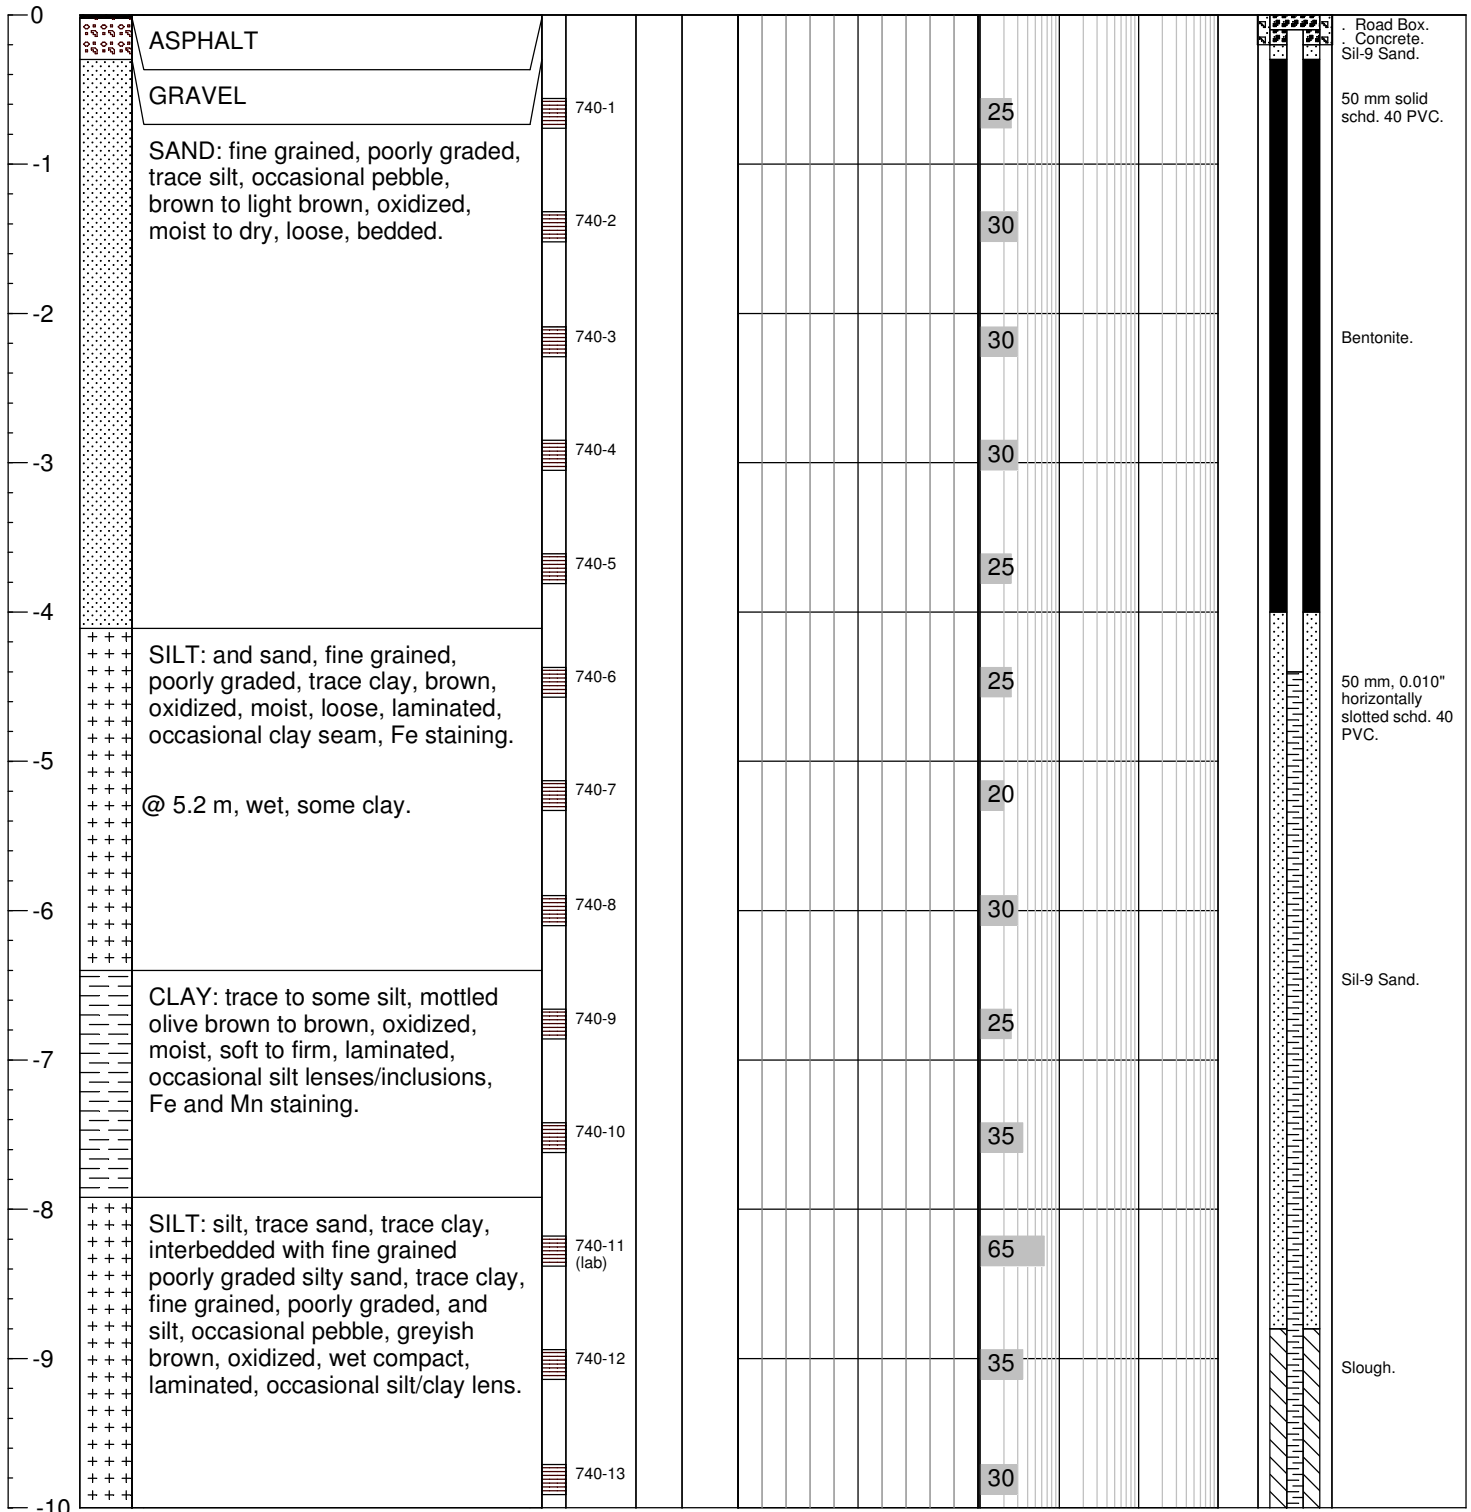 0
-1
-2
-3
-4
-5
-6
-7
-8
-9
-10
ASPHALT
GRAVEL
SAND: fine grained, poorly graded,
trace silt, occasional pebble,
brown to light brown, oxidized,
moist to dry, loose, bedded.
SILT: and sand, fine grained,
poorly graded, trace clay, brown,
oxidized, moist, loose, laminated,
occasional clay seam, Fe staining.
@ 5.2 m, wet, some clay.
CLAY: trace to some silt, mottled
olive brown to brown, oxidized,
moist, soft to firm, laminated,
occasional silt lenses/inclusions,
Fe and Mn staining.
SILT: silt, trace sand, trace clay,
interbedded with fine grained
poorly graded silty sand, trace clay,
fine grained, poorly graded, and
silt, occasional pebble, greyish
brown, oxidized, wet compact,
laminated, occasional silt/clay lens.
740-1
740-2
740-3
740-4
740-5
740-6
740-7
740-8
740-9
740-10
740-11
(lab)
740-12
740-13
25
30
30
30
25
25
20
30
25
35
65
35
30
. Road Box.
. Concrete.
Sil-9 Sand.
50 mm solid
schd. 40 PVC.
Bentonite.
50 mm, 0.010"
horizontally
slotted schd. 40
PVC.
Sil-9 Sand.
Slough.